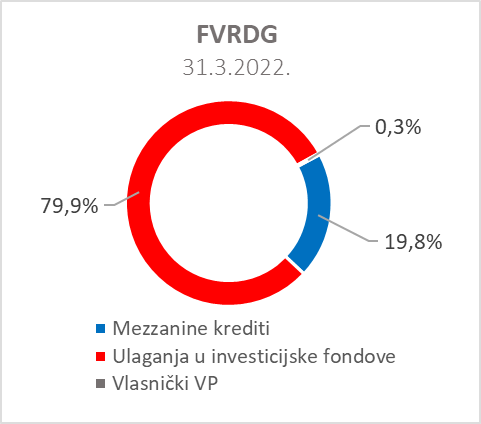 FVRDG
31.3.2022.
0,3%
79,9%
19,8%
Mezzanine krediti
Ulaganja u investicijske fondove
Vlasnički VP